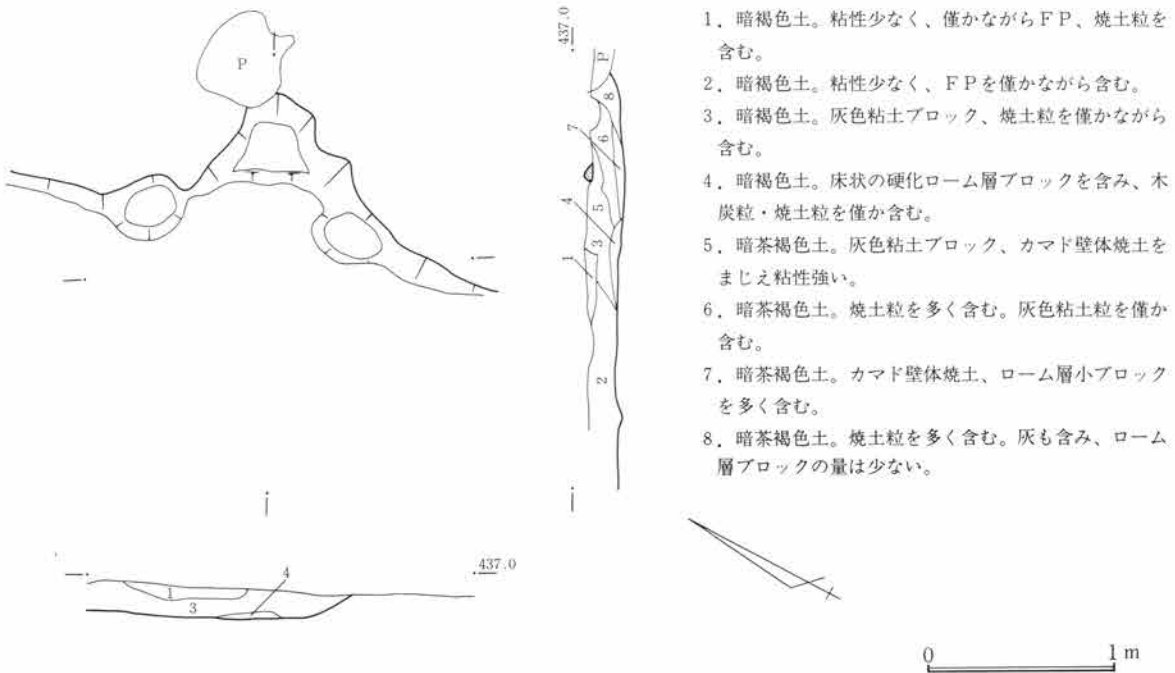 1．暗褐色土。粘性少なく、僅かながらＦＰ、焼土粒を
含む。
2．暗褐色土。粘性少なく、ＦＰを僅かながら含む。
3．暗褐色土。灰色粘土ブロック、焼土粒を僅かながら
含む。
4．暗褐色土。床状の硬化ローム層ブロックを含み、木
炭粒・焼土粒を僅か含む。
5．暗茶褐色土。灰色粘土ブロック、カマド壁体焼土を
まじえ粘性強い。
6．暗茶褐色土。焼土粒を多く含む。灰色粘土粒を僅か
含む。
7．暗茶褐色土。カマド壁体焼土、ローム層小ブロック
を多く含む。
8．暗茶褐色土。焼土粒を多く含む。灰も含み、ローム
層ブロックの量は少ない。
P
437.0
P
8
7
6
4
5
3
1
2
437.0
4
1
3
0
1 m